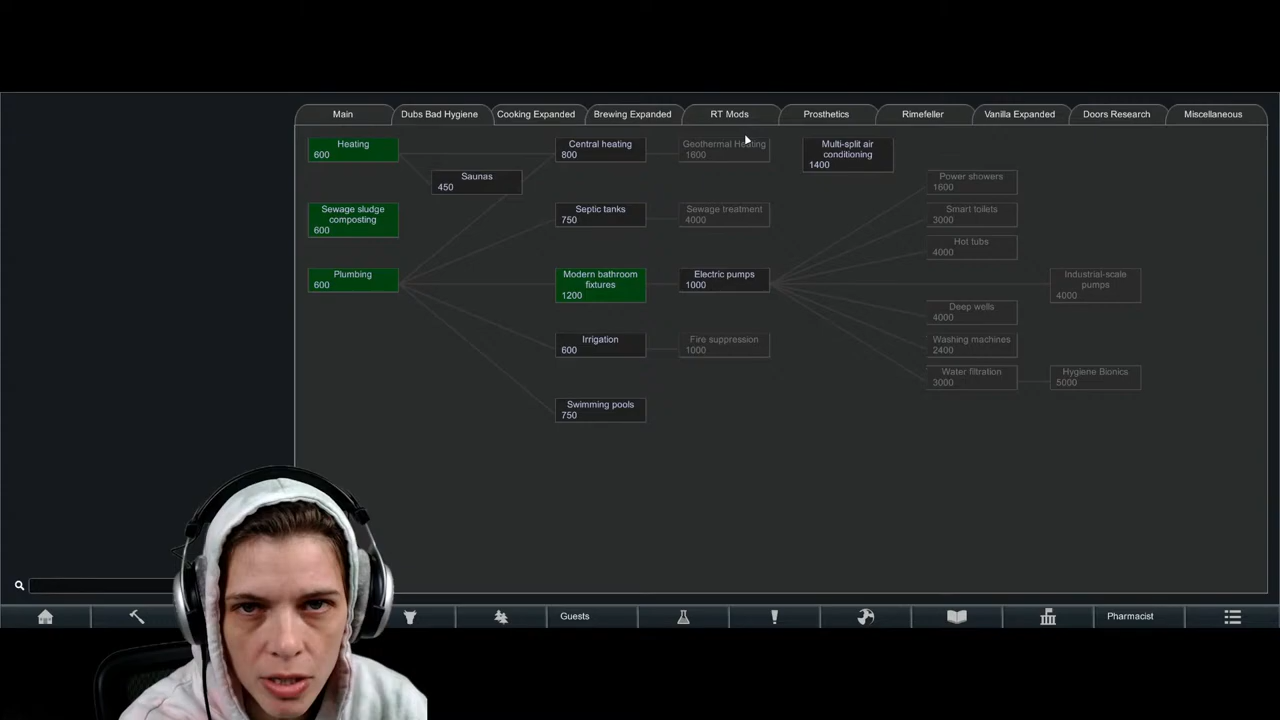 Main
Dubs Bad Hygiene
Cooking Expanded
Brewing Expanded
RT Mods
Prosthetics
Rimefeller
Vanilla Expanded
Doors Research
Miscellaneous
Heating
600
Saunas
450
Central heating
800
Geothermal Heating
1600
Multi-split air
conditioning
1400
Power showers
1600
Sewage sludge
composting
600
Septic tanks
750
Sewage treatment
4000
Smart toilets
3000
Hot tubs
4000
Plumbing
600
Modern bathroom
fixtures
1200
Electric pumps
1000
Industrial-scale
pumps
4000
Deep wells
4000
Irrigation
600
Fire suppression
1000
Washing machines
2400
Water filtration
3000
Hygiene Bionics
5000
Swimming pools
750
Guests
Pharmacist